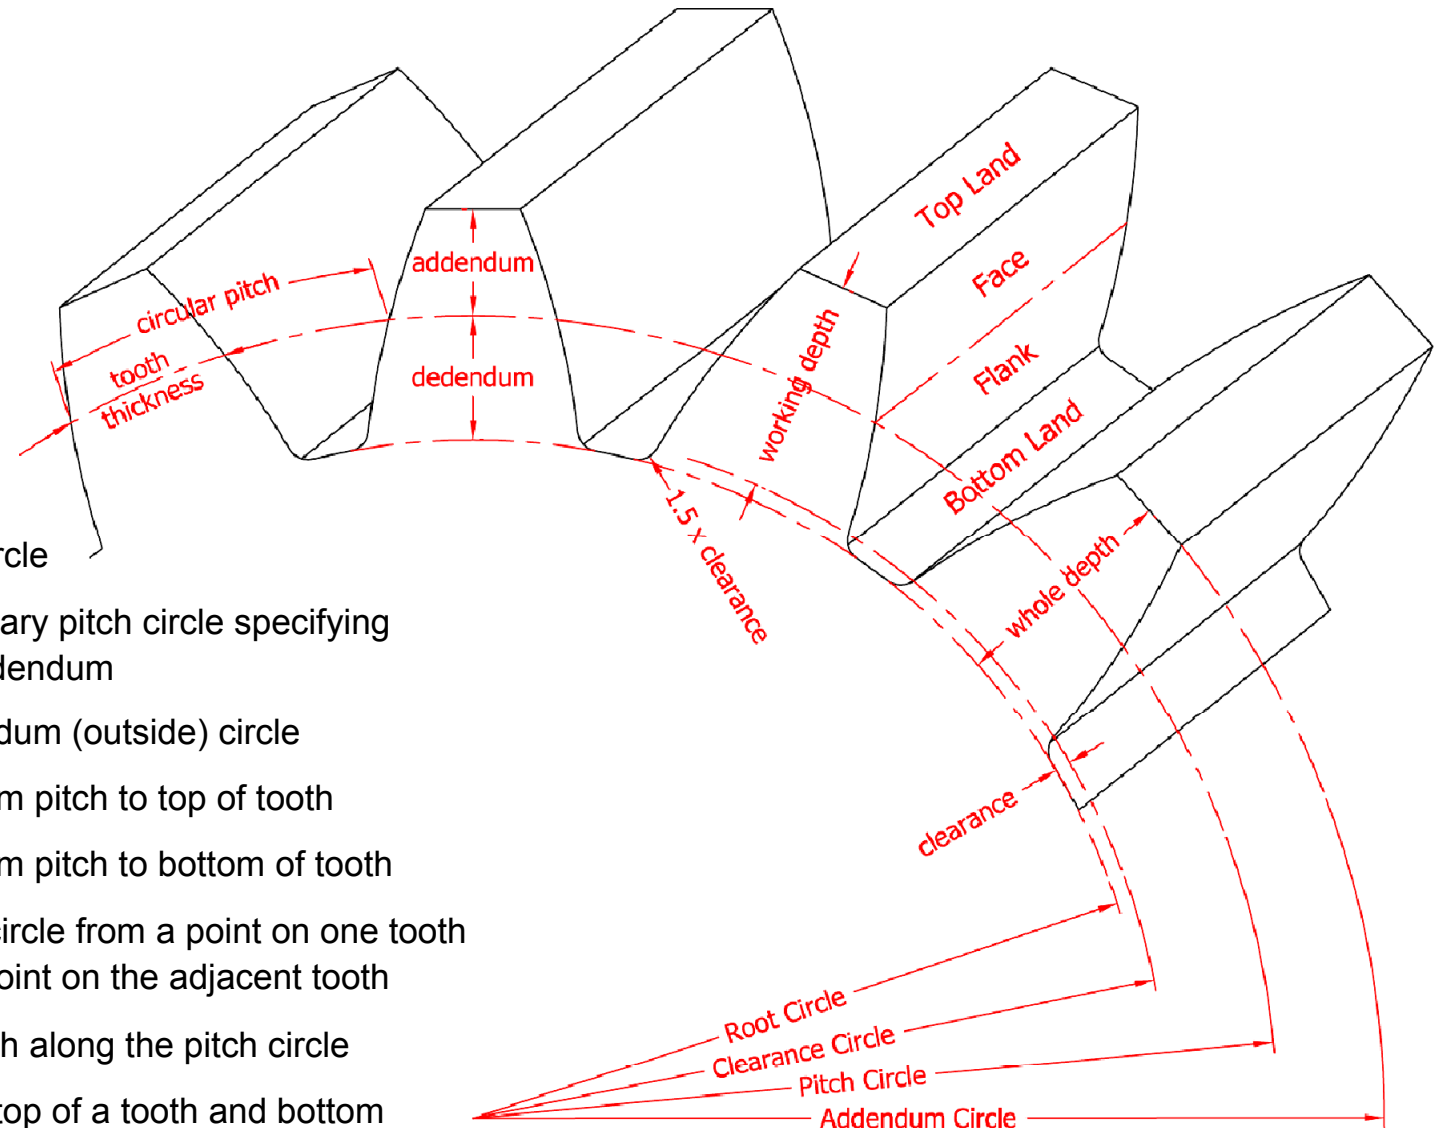 Top Land
addendum
Face
circular pitch
tooth
thickness
dedendum
working depth
Flank
Bottom Land
1.5 x clearance
whole depth
rcle
ary pitch circle specifying
dendum
dum (outside) circle
m pitch to top of tooth
m pitch to bottom of tooth
circle from a point on one tooth
oint on the adjacent tooth
h along the pitch circle
top of a tooth and bottom
clearance
Root Circle
Clearance Circle
Pitch Circle
Addendum Circle